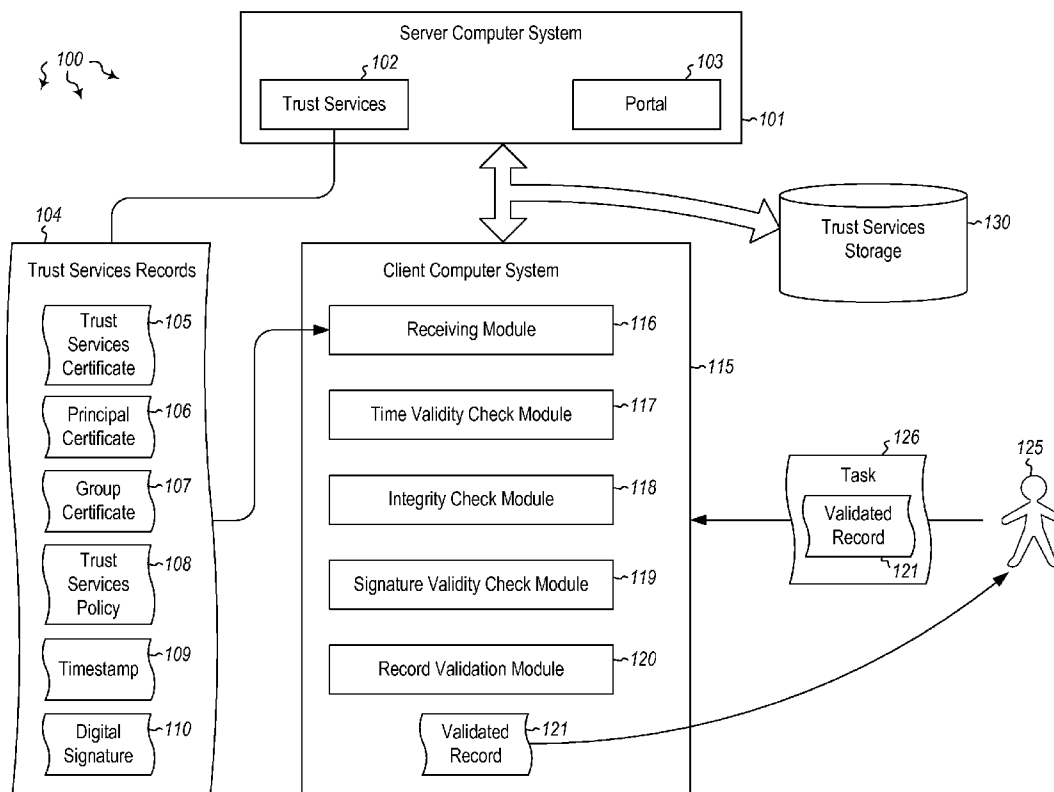 100
Server Computer System
102
Trust Services
103
Portal
101
104
Trust Services Records
Trust
Services
Certificate
105
Principal
Certificate
106
Group
Certificate
107
Trust
Services
Policy
108
Timestamp
109
Digital
Signature
110
Client Computer System
Receiving Module
116
Time Validity Check Module
117
Integrity Check Module
118
Signature Validity Check Module
119
Record Validation Module
120
Validated
Record
121
115
Trust Services
Storage
130
126
Task
Validated
Record
121
125